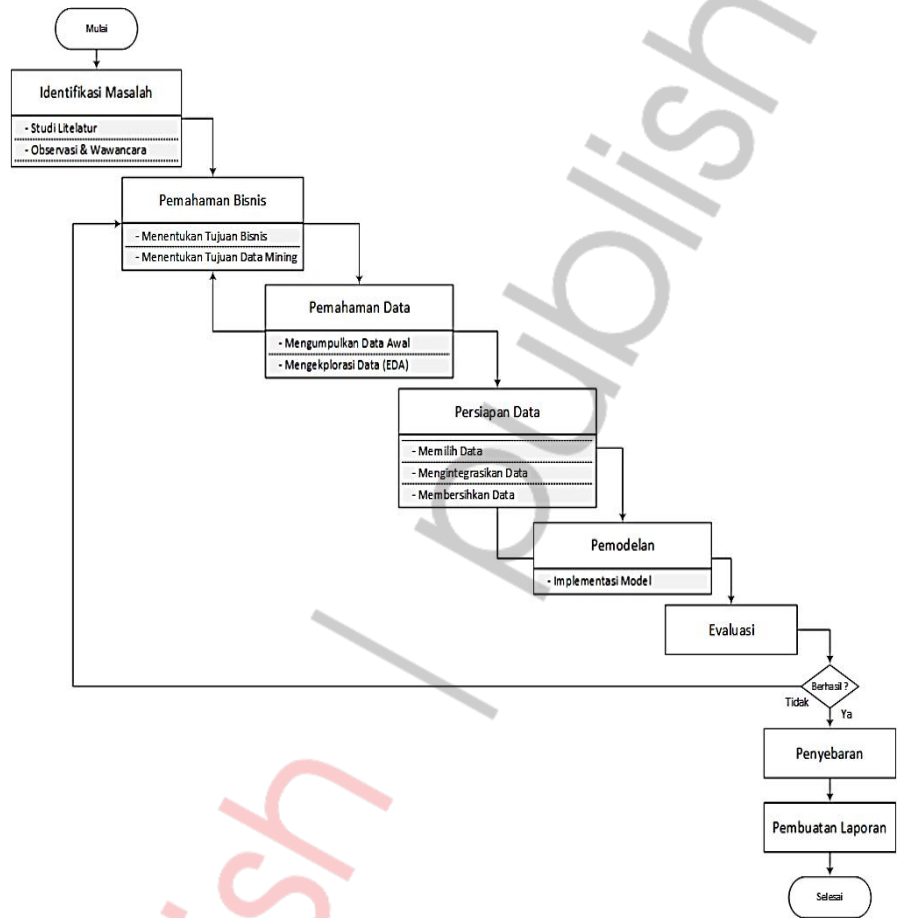 Mulai
Identifikasi Masalah
- Studi Litelatur
- Observasi & Wawancara
Pemahaman Bisnis
- Menentukan Tujuan Bisnis
- Menentukan Tujuan Data Mining
Pemahaman Data
- Mengumpulkan Data Awal
- Mengekplorasi Data (EDA)
Persiapan Data
- Memilih Data
- Mengintegrasikan Data
- Membersihkan Data
Pemodelan
- Implementasi Model
Evaluasi
Berhasil ?
Tidak
Ya
Penyebaran
Pembuatan Laporan
Selesai
| publish